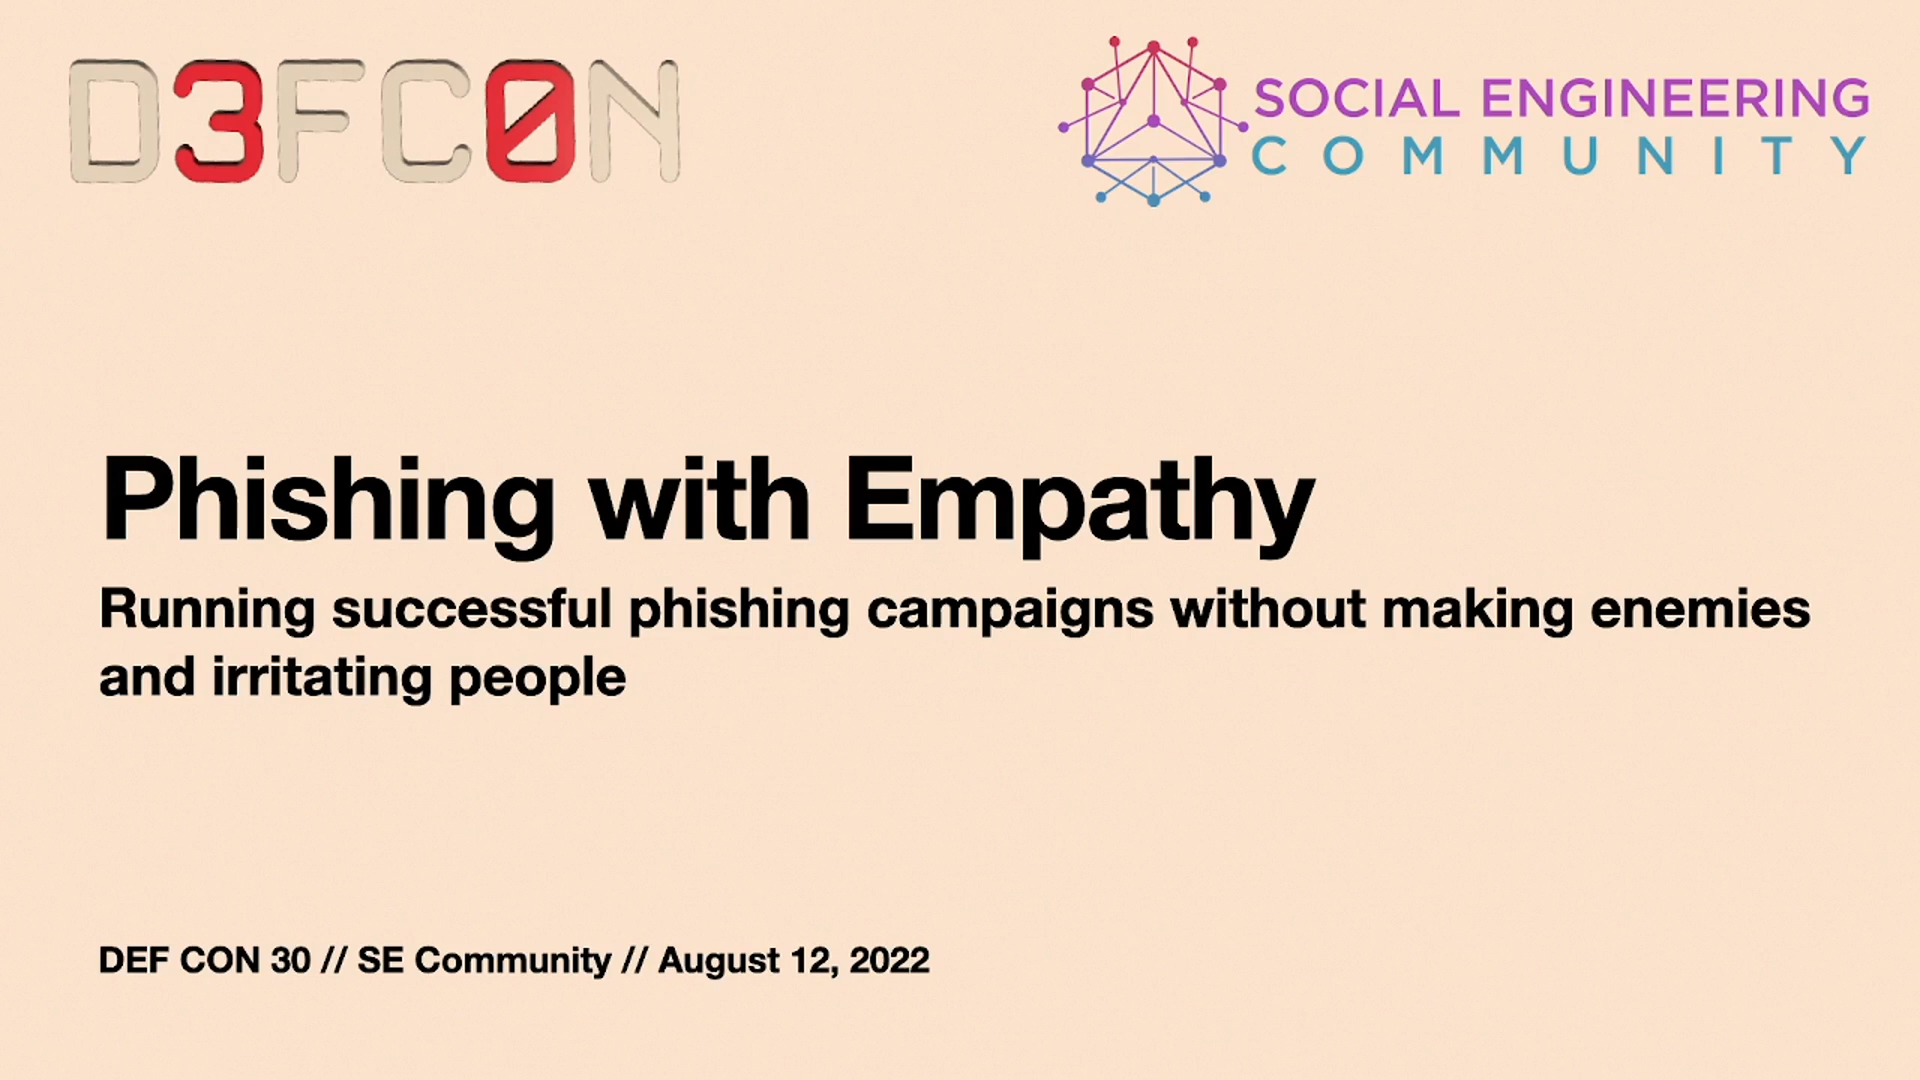 D3FC0N
SOCIAL ENGINEERING
COMMUNITY
Phishing with Empathy
Running successful phishing campaigns without making enemies
and irritating people
DEF CON 30 // SE Community // August 12, 2022